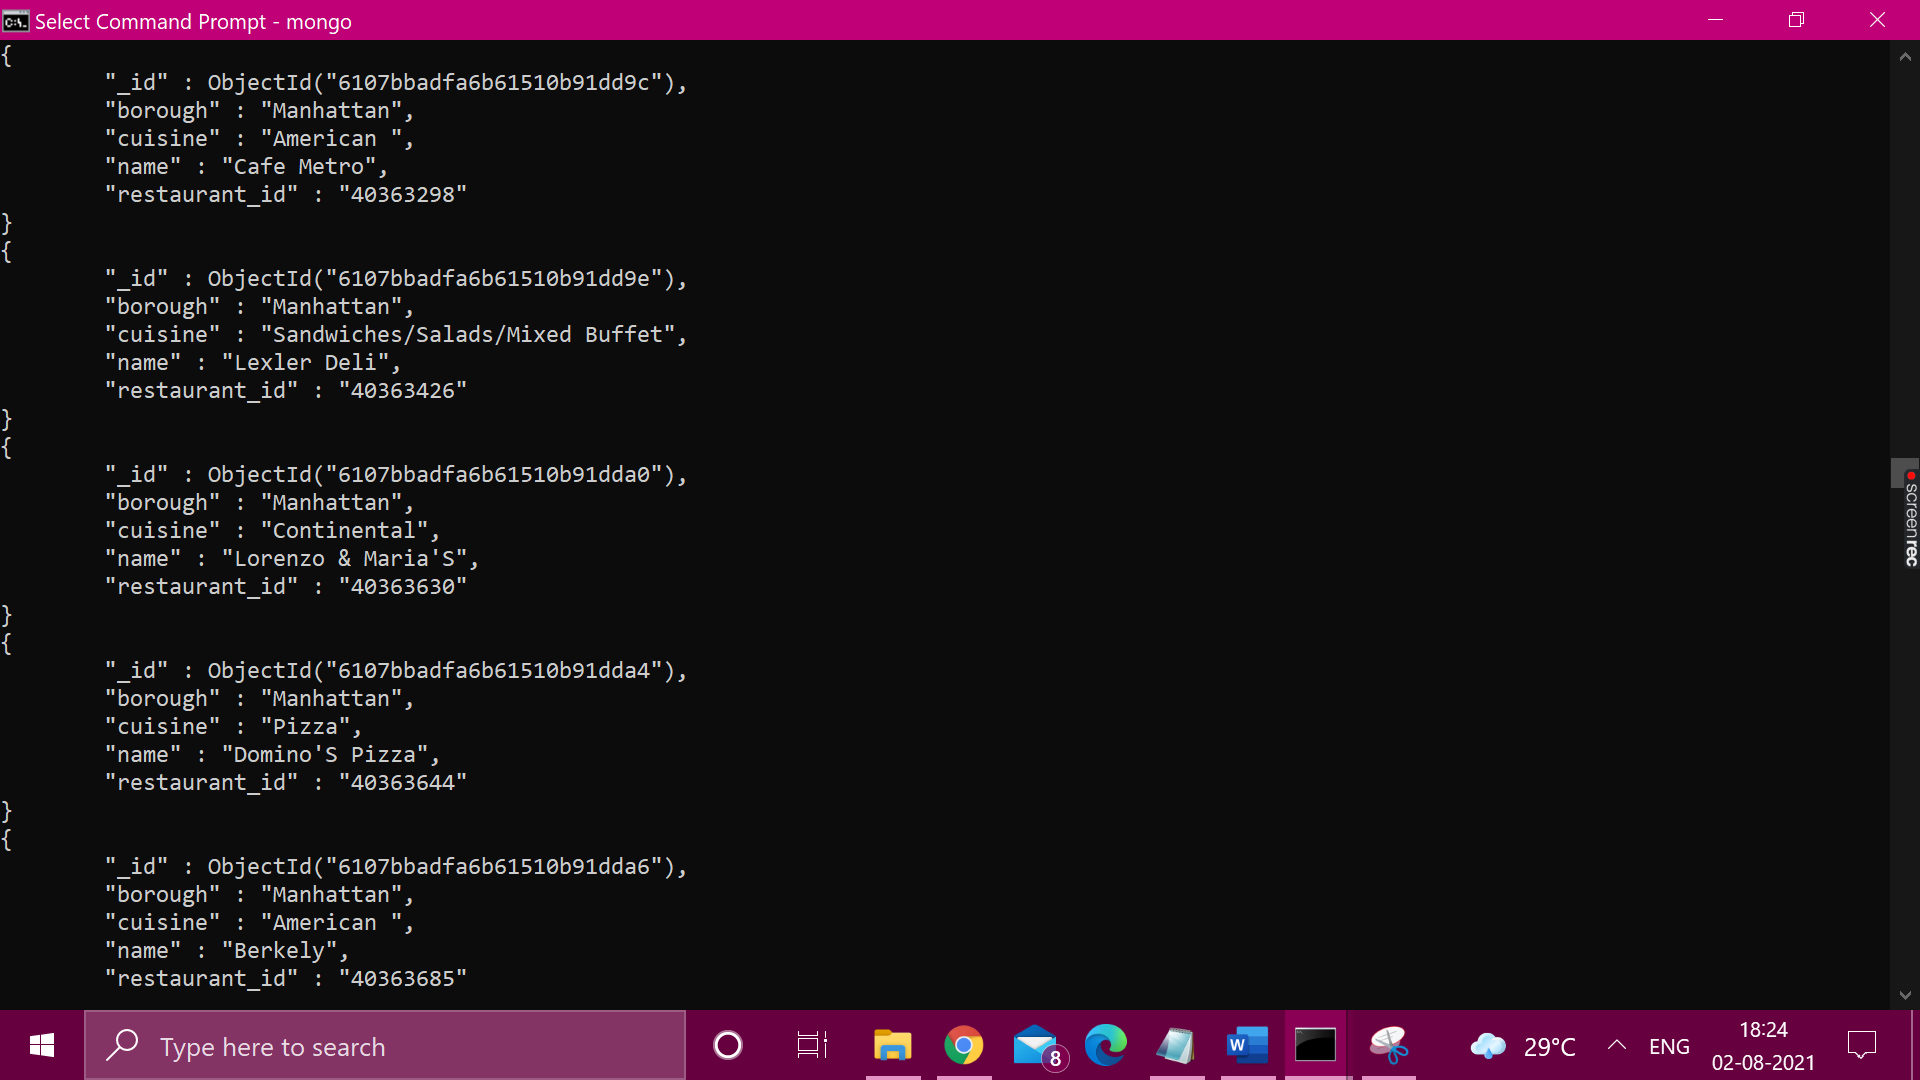 Select Command Prompt - mongo
{
"_id" : ObjectId("6107bbadfa6b61510b91dd9c"),
"borough" : "Manhattan",
"cuisine" : "American ",
"name" : "Cafe Metro",
"restaurant_id" : "40363298"
}
{
"_id" : ObjectId("6107bbadfa6b61510b91dd9e"),
"borough" : "Manhattan",
"cuisine" : "Sandwiches/Salads/Mixed Buffet",
"name" : "Lexler Deli",
"restaurant_id" : "40363426"
}
{
"_id" : ObjectId("6107bbadfa6b61510b91dda0"),
"borough" : "Manhattan",
"cuisine" : "Continental",
"name" : "Lorenzo & Maria'S",
"restaurant_id" : "40363630"
}
{
"_id" : ObjectId("6107bbadfa6b61510b91dda4"),
"borough" : "Manhattan",
"cuisine" : "Pizza",
"name" : "Domino'S Pizza",
"restaurant_id" : "40363644"
}
{
"_id" : ObjectId("6107bbadfa6b61510b91dda6"),
"borough" : "Manhattan",
"cuisine" : "American ",
"name" : "Berkely",
"restaurant_id" : "40363685"
screenrec
Type here to search
8
W
29°C
ENG
18:24
02-08-2021